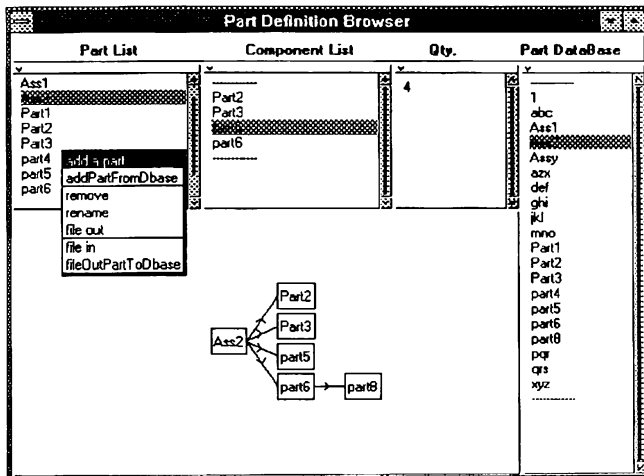 Part Definition Browser
Part List
Component List
Qty.
Part DataBase
Ass1
Part1
Part2
Part3
part4
part5
part6
add a part
addPartFromDbase
remove
rename
file out
file in
fileOutPartToDbase
----------
Part2
Part3
part6
----------
4
----------
1
abc
Ass1
Assy
azx
def
ghi
jkl
mno
Part1
Part2
Part3
part4
part5
part6
part8
pqr
qrs
xyz
----------
Ass2
Part2
Part3
part5
part6
part8